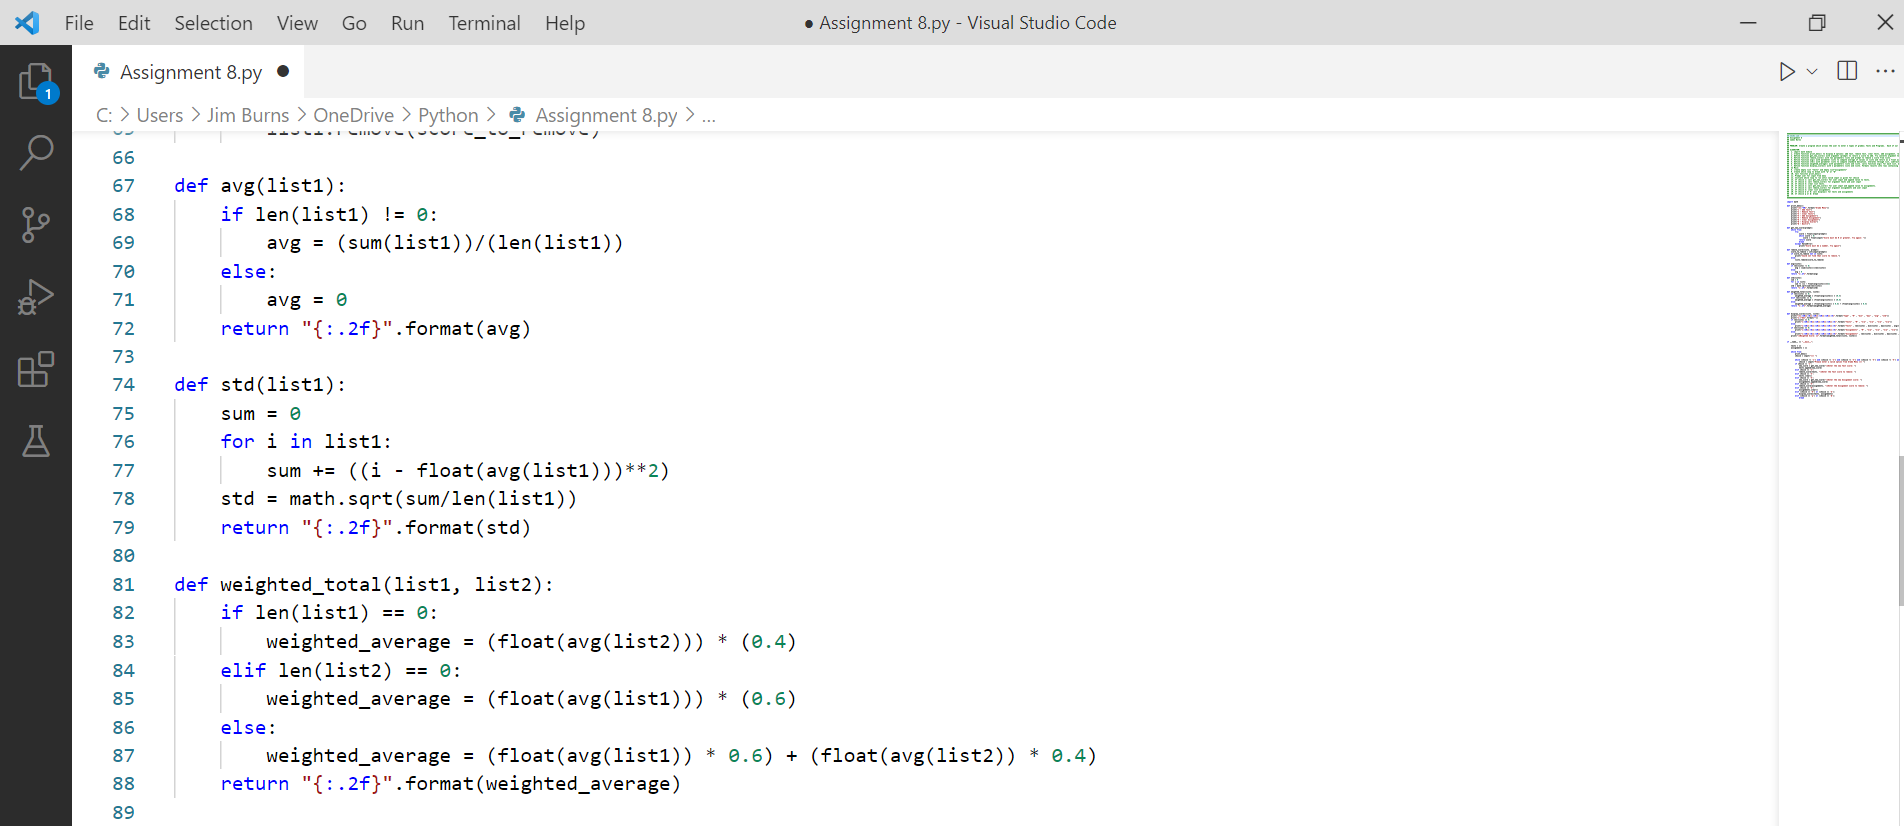 File Edit Selection View Go Run Terminal Help ● Assignment 8.py - Visual Studio Code
Assignment 8.py ●
C: > Users > Jim Burns > OneDrive > Python > Assignment 8.py > ...
1
65 list1.remove(score_to_remove)
66
67 def avg(list1):
68     if len(list1) != 0:
69         avg = (sum(list1))/(len(list1))
70     else:
71         avg = 0
72     return "{:.2f}".format(avg)
73
74 def std(list1):
75     sum = 0
76     for i in list1:
77         sum += ((i - float(avg(list1)))**2)
78     std = math.sqrt(sum/len(list1))
79     return "{:.2f}".format(std)
80
81 def weighted_total(list1, list2):
82     if len(list1) == 0:
83         weighted_average = (float(avg(list2))) * (0.4)
84     elif len(list2) == 0:
85         weighted_average = (float(avg(list1))) * (0.6)
86     else:
87         weighted_average = (float(avg(list1)) * 0.6) + (float(avg(list2)) * 0.4)
88     return "{:.2f}".format(weighted_average)
89